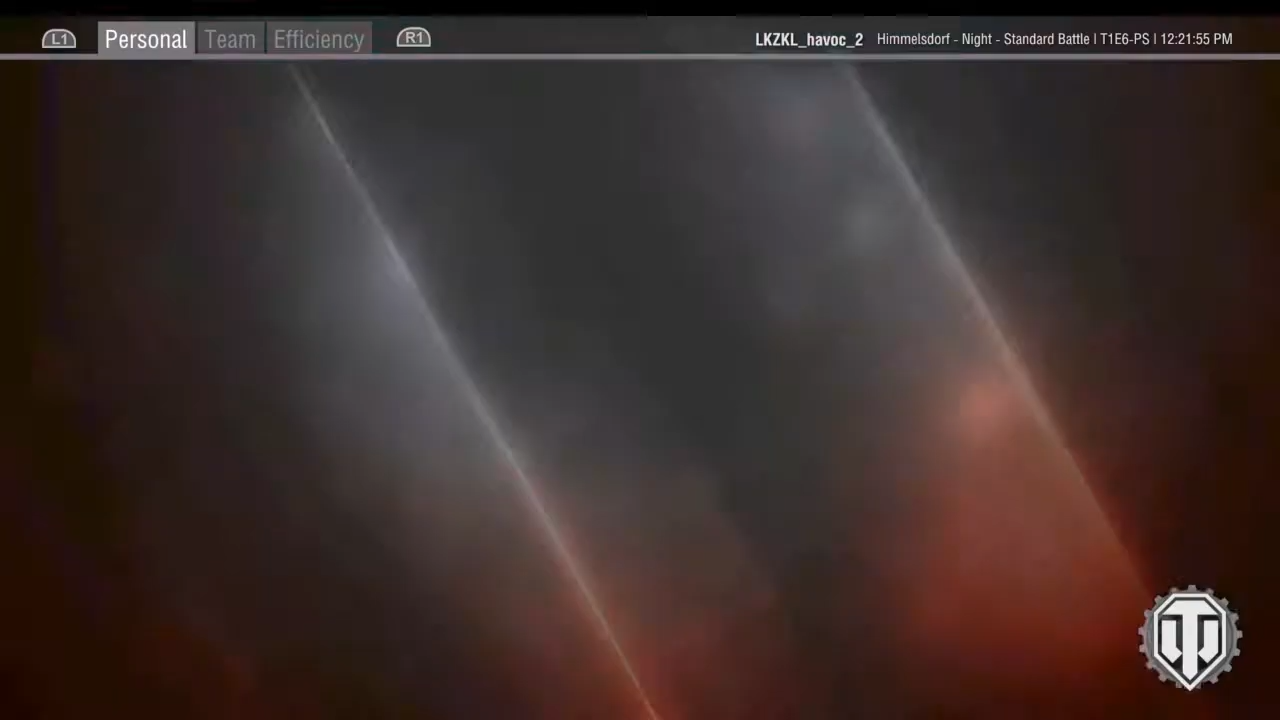 L1 Personal Team Efficiency R1 LKZKL_havoc_2 Himmelsdorf - Night - Standard Battle | T1E6-PS | 12:21:55 PM